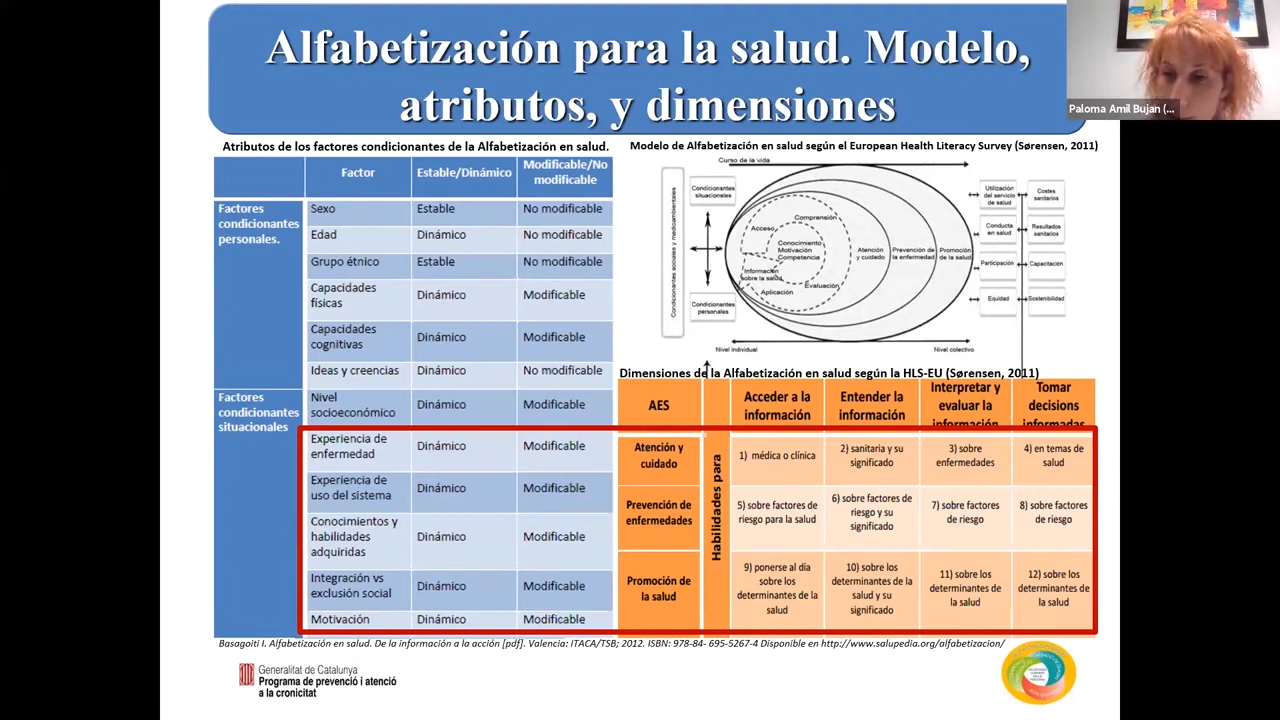 Alfabetización para la salud. Modelo,
atributos, y dimensiones
Paloma Amil Bujan (...
Atributos de los factores condicionantes de la Alfabetización en salud.
Factor
Estable/Dinámico
Modificable/No
modificable
Factores
condicionantes
personales.
Sexo
Estable
No modificable
Edad
Dinámico
No modificable
Grupo étnico
Estable
No modificable
Capacidades
físicas
Dinámico
Modificable
Capacidades
cognitivas
Dinámico
Modificable
Ideas y creencias
Dinámico
No modificable
Factores
condicionantes
situacionales
Nivel
socioeconómico
Dinámico
Modificable
Experiencia de
enfermedad
Dinámico
Modificable
Experiencia de
uso del sistema
Dinámico
Modificable
Conocimientos y
habilidades
adquiridas
Dinámico
Modificable
Integración vs
exclusión social
Dinámico
Modificable
Motivación
Dinámico
Modificable
Modelo de Alfabetización en salud según el European Health Literacy Survey (Sørensen, 2011)
Curso de la vida
Condicionantes sociales y medioambientales
Condicionantes
situacionales
Condicionantes
personales
Comprensión
Acceso
Conocimiento
Motivación
Competencia
Información
sobre la salud
Aplicación
Evaluación
Atención
y cuidado
Prevención de
la enfermedad
Promoción
de la salud
Utilización
del servicio
de salud
Costes
sanitarios
Conducta
en salud
Resultados
sanitarios
Participación
Capacitación
Equidad
Sostenibilidad
Nivel individual
Nivel colectivo
Dimensiones de la Alfabetización en salud según la HLS-EU (Sørensen, 2011)
AES
Acceder a la
información
Entender la
información
Interpretar y
evaluar la
información
Tomar
decisiones
informadas
Habilidades para
Atención y
cuidado
1) médica o clínica
2) sanitaria y su
significado
3) sobre
enfermedades
4) en temas de
salud
Prevención de
enfermedades
5) sobre factores de
riesgo para la salud
6) sobre factores de
riesgo y su
significado
7) sobre factores
de riesgo
8) sobre factores
de riesgo
Promoción de
la salud
9) ponerse al día
sobre los
determinantes de la
salud
10) sobre los
determinantes de la
salud y su
significado
11) sobre los
determinantes de
la salud
12) sobre los
determinantes de
la salud
Basagoiti I. Alfabetización en salud. De la información a la acción [pdf]. Valencia: ITACA/TSB; 2012. ISBN: 978-84- 695-5267-4 Disponible en http://www.salupedia.org/alfabetizacion/
Generalitat de Catalunya
Programa de prevenció i atenció
a la cronicitat